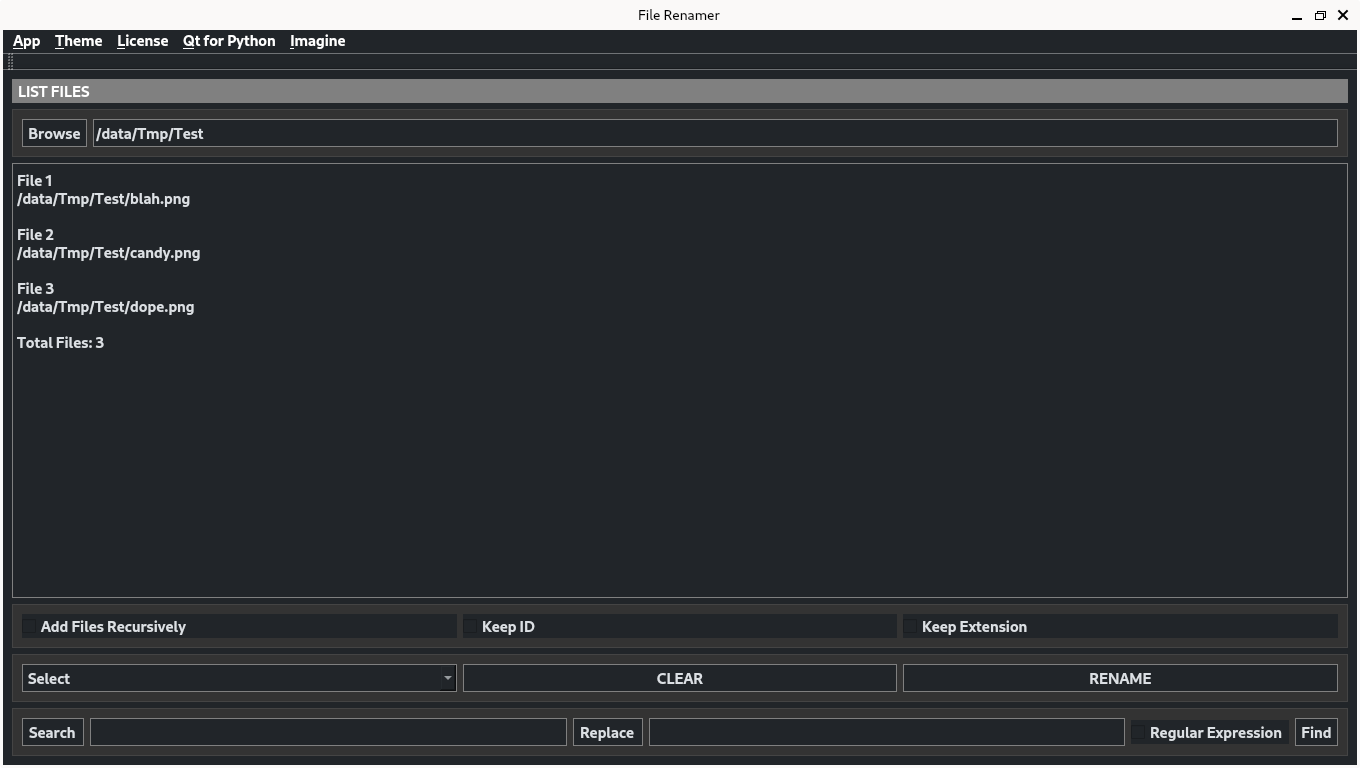 File Renamer
App Theme License Qt for Python Imagine
LIST FILES
Browse /data/Tmp/Test
File 1
/data/Tmp/Test/blah.png
File 2
/data/Tmp/Test/candy.png
File 3
/data/Tmp/Test/dope.png
Total Files: 3
Add Files Recursively Keep ID Keep Extension
Select CLEAR RENAME
Search Replace Regular Expression Find